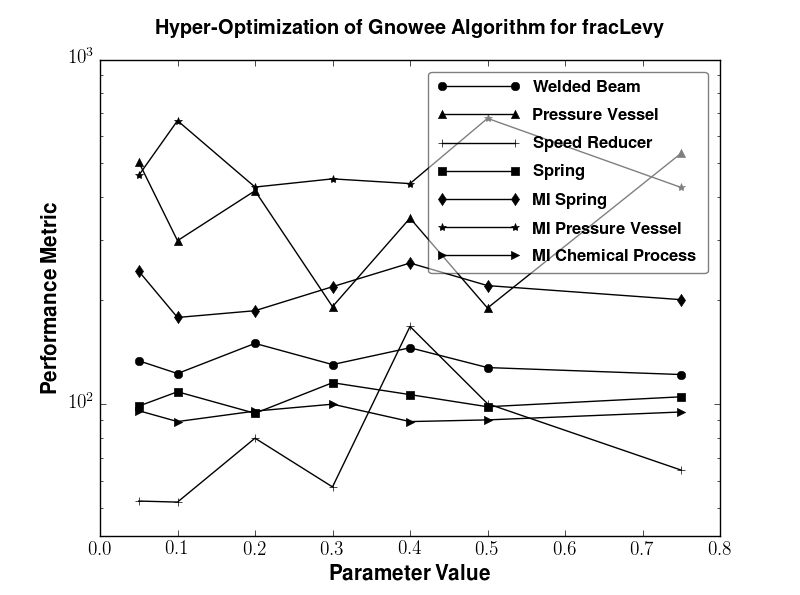 Hyper-Optimization of Gnowee Algorithm for fracLevy
10³
Welded Beam
Pressure Vessel
Speed Reducer
Spring
MI Spring
MI Pressure Vessel
MI Chemical Process
Performance Metric
10²
0.0 0.1 0.2 0.3 0.4 0.5 0.6 0.7 0.8
Parameter Value